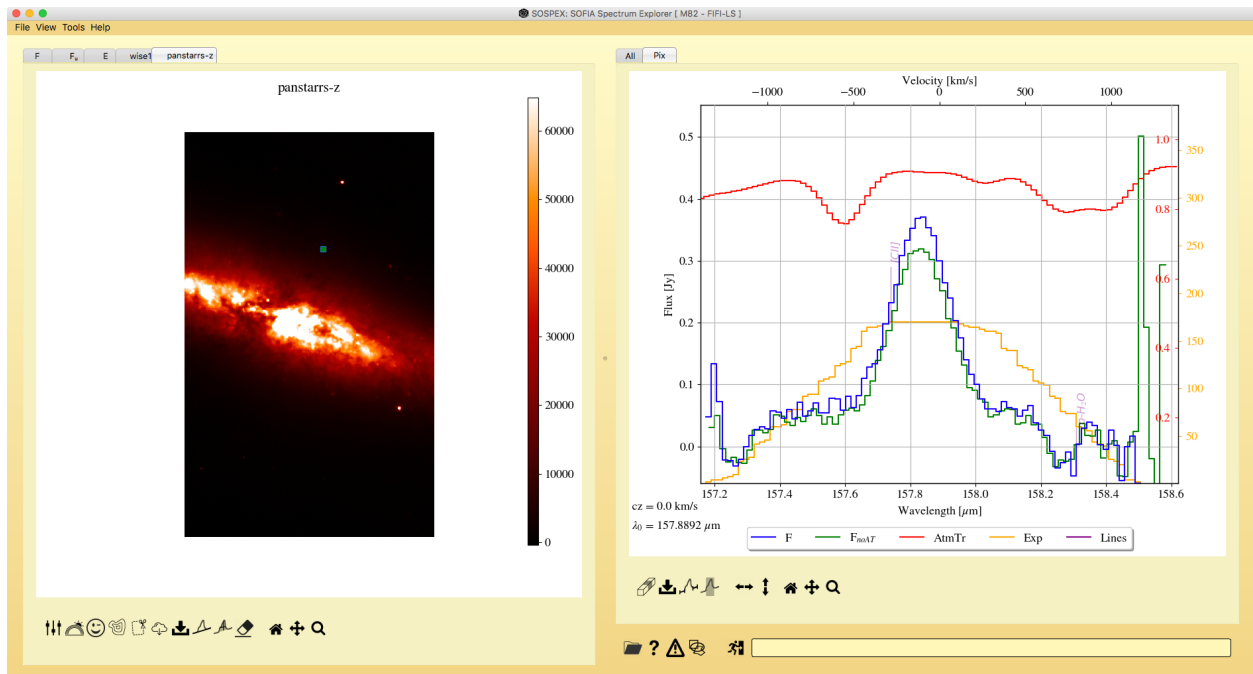 SOSPEX: SOFIA Spectrum Explorer [ M82 - FIFI-LS ]
File View Tools Help
F Fu E wise1 panstarrs-z
panstarrs-z
60000
50000
40000
30000
20000
10000
0
All Pix
Velocity [km/s]
−1000 −500 0 500 1000
Flux [Jy]
0.5
0.4
0.3
0.2
0.1
0.0
1.0
0.8
0.6
0.4
0.2
350
300
250
200
150
100
50
[CII]
p-H₂O
157.2 157.4 157.6 157.8 158.0 158.2 158.4 158.6
Wavelength [μm]
cz = 0.0 km/s
λ₀ = 157.8892 μm
F FnoAT AtmTr Exp Lines